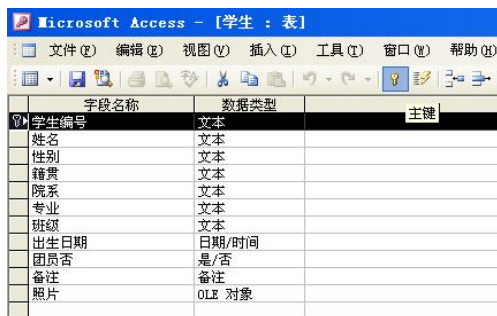 Microsoft Access - [学生 : 表]
文件(F) 编辑(E) 视图(V) 插入(I) 工具(T) 窗口(W) 帮助(H)
字段名称 数据类型
主键
学生编号 文本
姓名 文本
性别 文本
籍贯 文本
院系 文本
专业 文本
班级 文本
出生日期 日期/时间
团员否 是/否
备注 备注
照片 OLE 对象